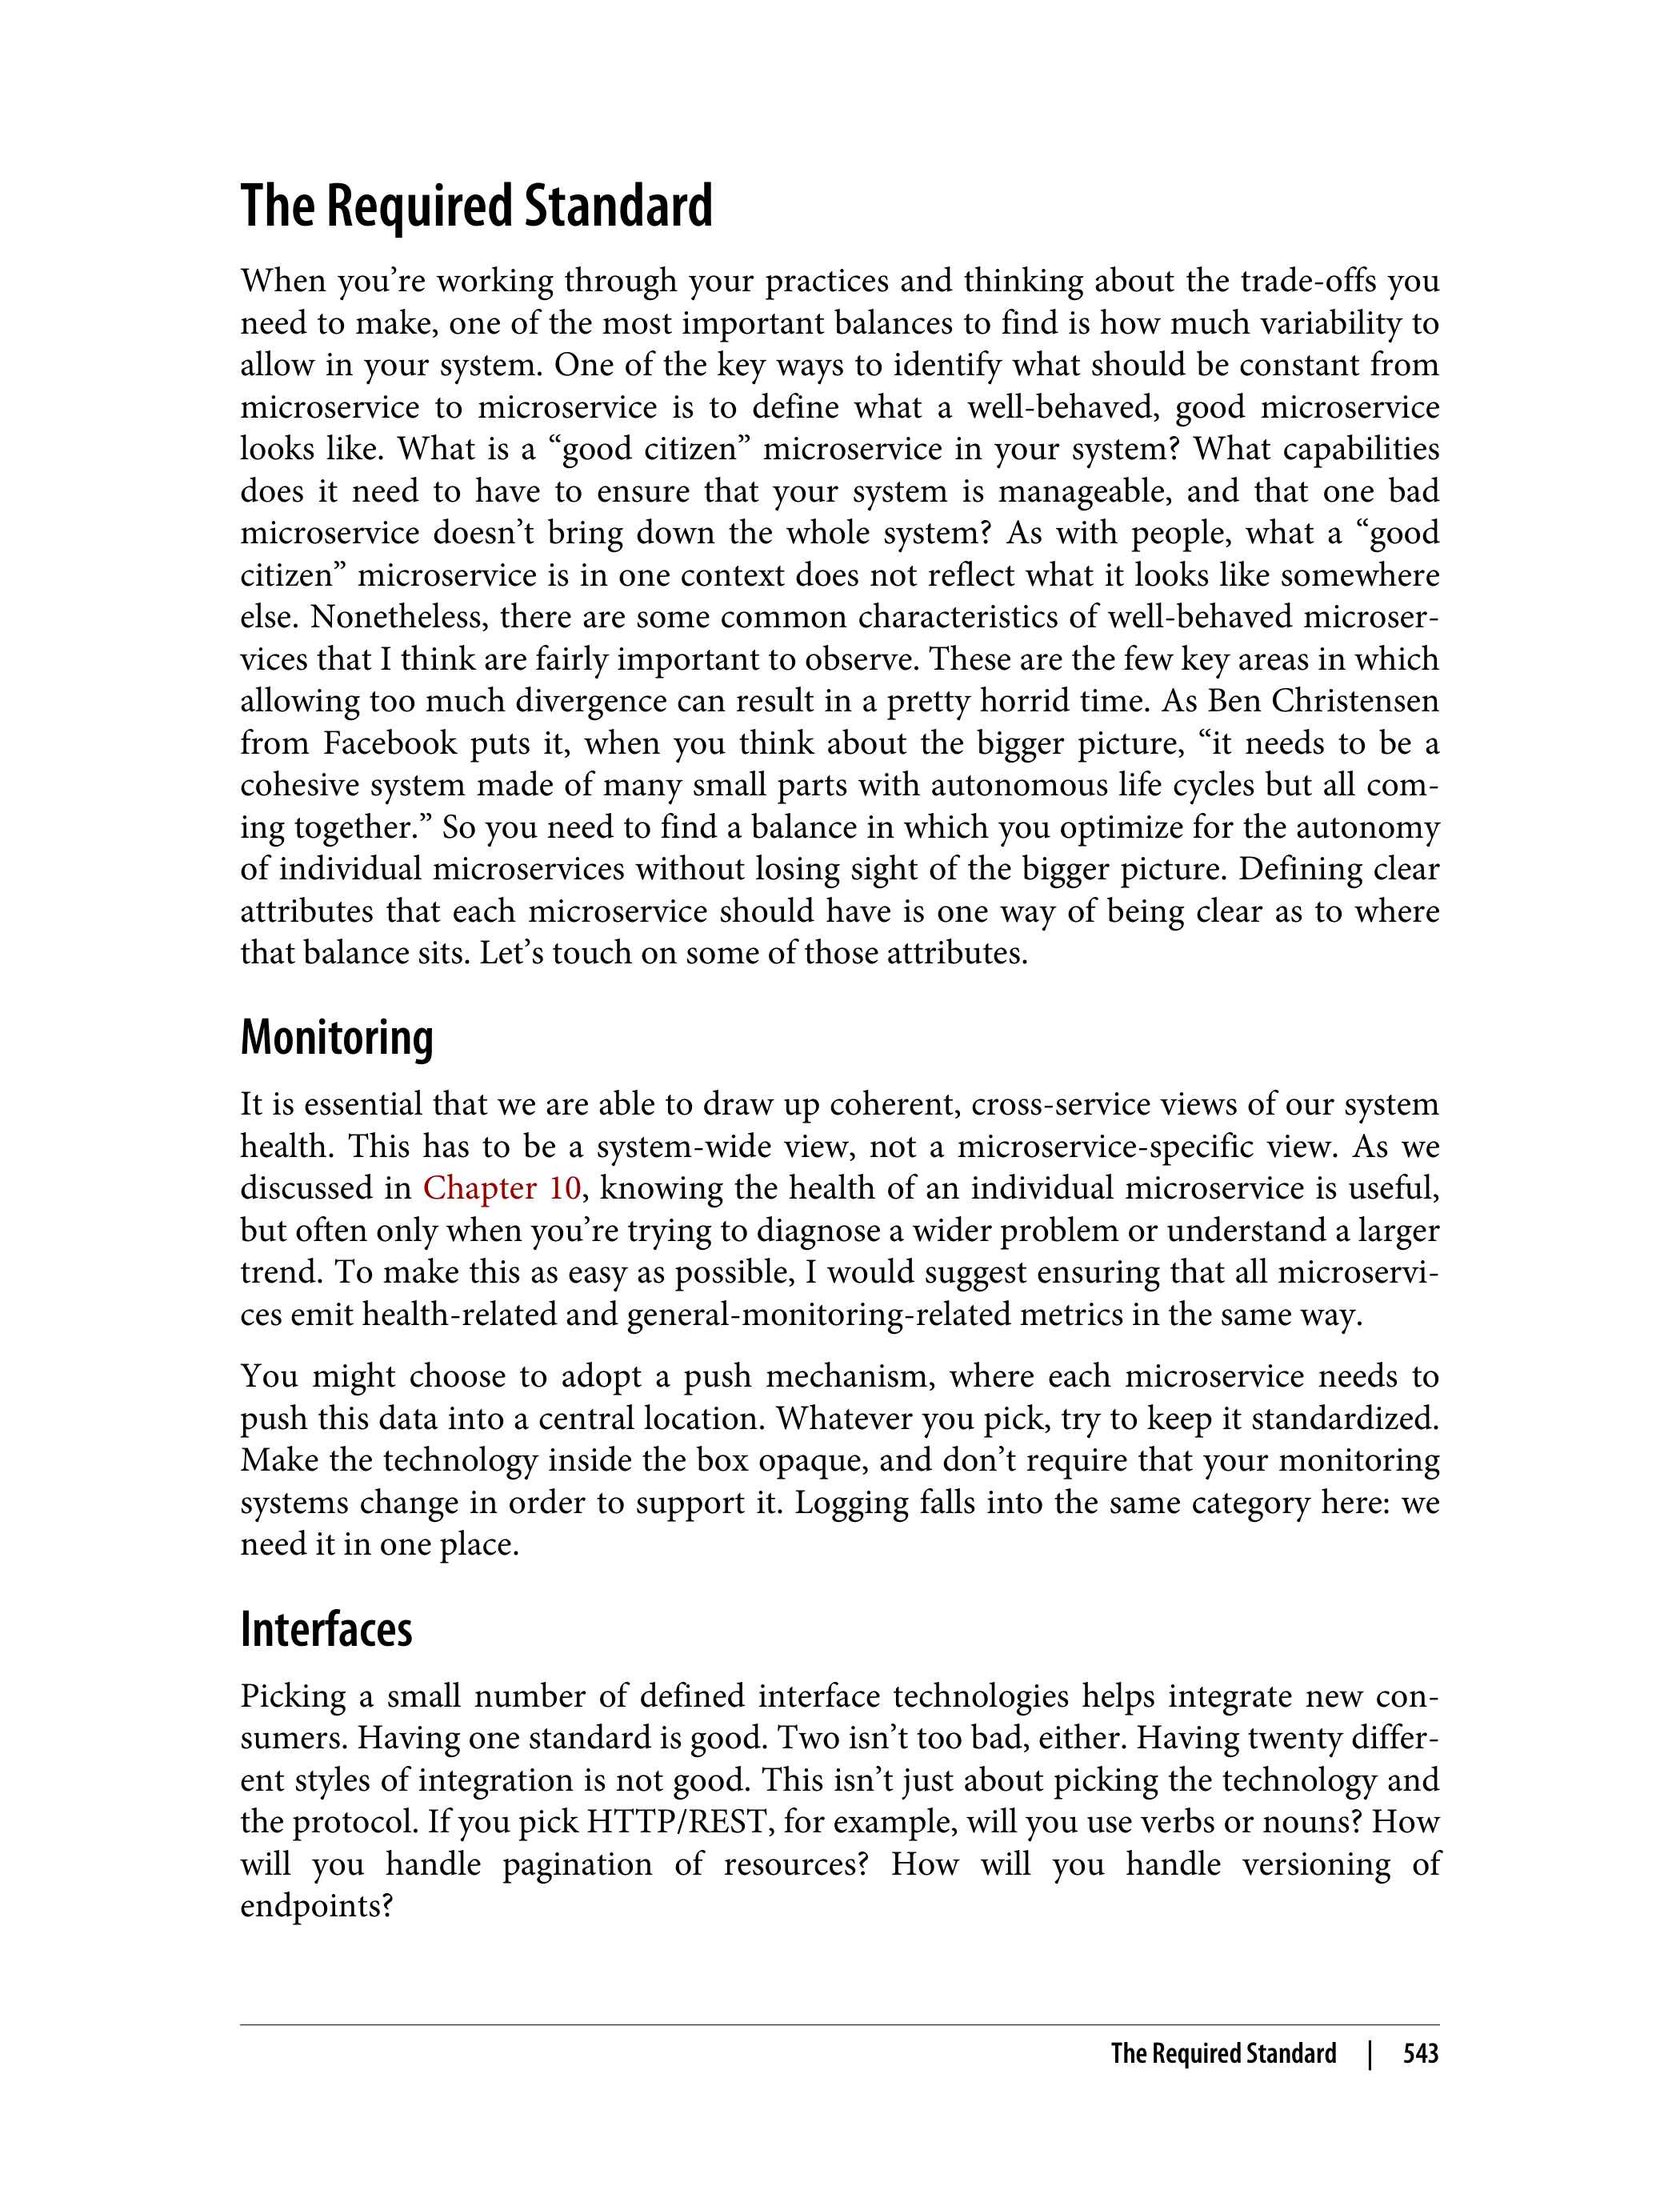 The Required Standard
When you’re working through your practices and thinking about the trade-offs you
need to make, one of the most important balances to find is how much variability to
allow in your system. One of the key ways to identify what should be constant from
microservice to microservice is to define what a well-behaved, good microservice
looks like. What is a “good citizen” microservice in your system? What capabilities
does it need to have to ensure that your system is manageable, and that one bad
microservice doesn’t bring down the whole system? As with people, what a “good
citizen” microservice is in one context does not reflect what it looks like somewhere
else. Nonetheless, there are some common characteristics of well-behaved microser-
vices that I think are fairly important to observe. These are the few key areas in which
allowing too much divergence can result in a pretty horrid time. As Ben Christensen
from Facebook puts it, when you think about the bigger picture, “it needs to be a
cohesive system made of many small parts with autonomous life cycles but all com-
ing together.” So you need to find a balance in which you optimize for the autonomy
of individual microservices without losing sight of the bigger picture. Defining clear
attributes that each microservice should have is one way of being clear as to where
that balance sits. Let’s touch on some of those attributes.
Monitoring
It is essential that we are able to draw up coherent, cross-service views of our system
health. This has to be a system-wide view, not a microservice-specific view. As we
discussed in Chapter 10, knowing the health of an individual microservice is useful,
but often only when you’re trying to diagnose a wider problem or understand a larger
trend. To make this as easy as possible, I would suggest ensuring that all microservi-
ces emit health-related and general-monitoring-related metrics in the same way.
You might choose to adopt a push mechanism, where each microservice needs to
push this data into a central location. Whatever you pick, try to keep it standardized.
Make the technology inside the box opaque, and don’t require that your monitoring
systems change in order to support it. Logging falls into the same category here: we
need it in one place.
Interfaces
Picking a small number of defined interface technologies helps integrate new con-
sumers. Having one standard is good. Two isn’t too bad, either. Having twenty differ-
ent styles of integration is not good. This isn’t just about picking the technology and
the protocol. If you pick HTTP/REST, for example, will you use verbs or nouns? How
will you handle pagination of resources? How will you handle versioning of
endpoints?
The Required Standard | 543